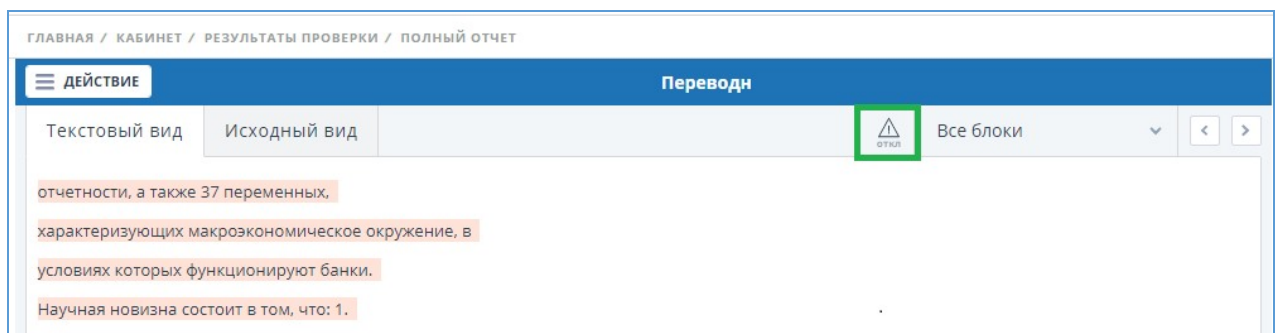 ГЛАВНАЯ / КАБИНЕТ / РЕЗУЛЬТАТЫ ПРОВЕРКИ / ПОЛНЫЙ ОТЧЕТ
ДЕЙСТВИЕ Переводн
Текстовый вид Исходный вид откл Все блоки < >
отчетности, а также 37 переменных,
характеризующих макроэкономическое окружение, в
условиях которых функционируют банки.
Научная новизна состоит в том, что: 1. .